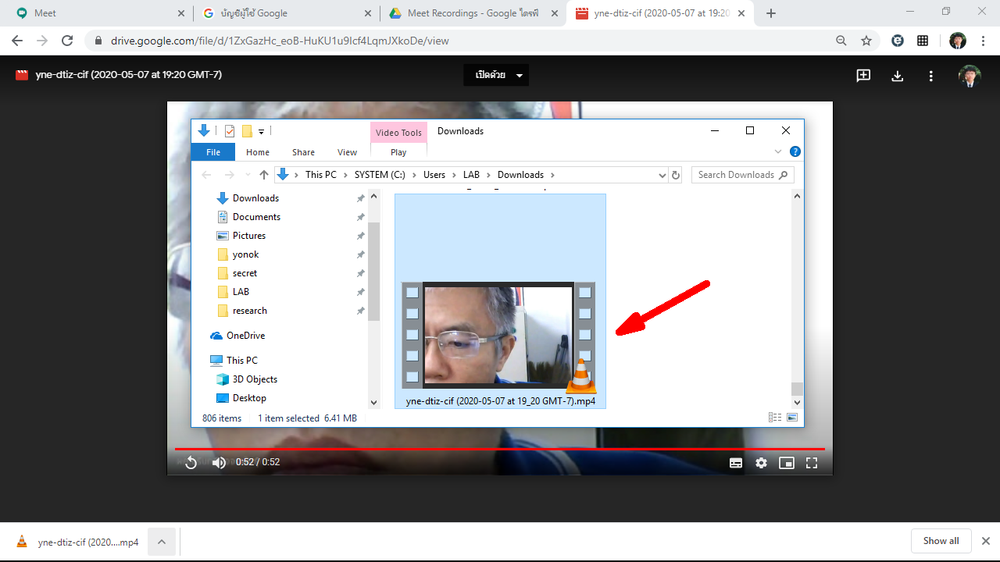 Meet
บัญชีผู้ใช้ Google
Meet Recordings - Google ไดรฟ์
yne-dtiz-cif (2020-05-07 at 19:20
drive.google.com/file/d/1ZxGazHc_eoB-HuKU1u9Icf4LqmJXkoDe/view
yne-dtiz-cif (2020-05-07 at 19:20 GMT-7)
เปิดด้วย
Video Tools
Downloads
File
Home
Share
View
Play
This PC
SYSTEM (C:)
Users
LAB
Downloads
Search Downloads
Downloads
Documents
Pictures
yonok
secret
LAB
research
OneDrive
This PC
3D Objects
Desktop
yne-dtiz-cif (2020-05-07 at 19_20 GMT-7).mp4
806 items
1 item selected 6.41 MB
0:52 / 0:52
yne-dtiz-cif (2020....mp4
Show all